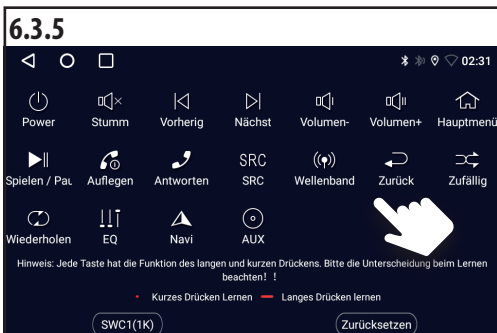 6.3.5
02:31
Power Stumm Vorherig Nächst Volumen- Volumen+ Hauptmenü
SRC
Spielen / Pau Auflegen Antworten SRC Wellenband Zurück Zufällig
Wiederholen EQ Navi AUX
Hinweis: Jede Taste hat die Funktion des langen und kurzen Drückens. Bitte die Unterscheidung beim Lernen
beachten! !
Kurzes Drücken Lernen Langes Drücken lernen
SWC1(1K) Zurücksetzen